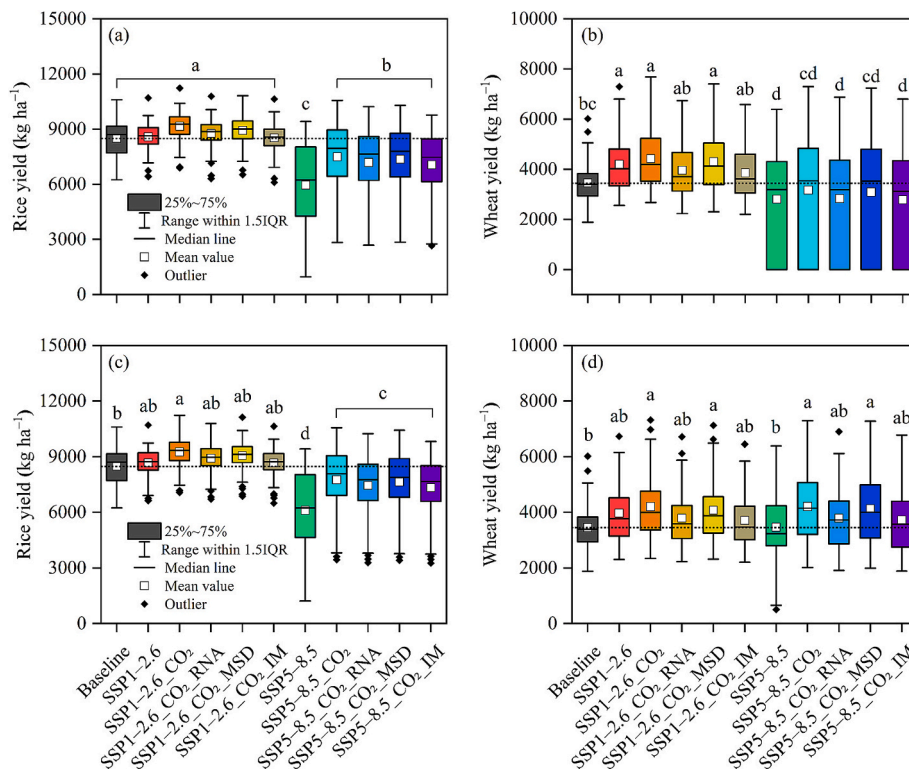 (a)
15000
12000
9000
6000
3000
0
Rice yield (kg ha⁻¹)
a
c
b
25%~75%
Range within 1.5IQR
Median line
Mean value
Outlier
(b)
10000
8000
6000
4000
2000
0
Wheat yield (kg ha⁻¹)
bc
a
a
ab
a
ab
d
cd
d
cd
d
(c)
15000
12000
9000
6000
3000
0
Rice yield (kg ha⁻¹)
b
ab
a
ab
ab
ab
d
c
25%~75%
Range within 1.5IQR
Median line
Mean value
Outlier
Baseline
SSP1−2.6
SSP1−2.6_CO₂
SSP1−2.6_CO₂_RNA
SSP1−2.6_CO₂_MSD
SSP1−2.6_CO₂_IM
SSP5−8.5
SSP5−8.5_CO₂
SSP5−8.5_CO₂_RNA
SSP5−8.5_CO₂_MSD
SSP5−8.5_CO₂_IM
(d)
10000
8000
6000
4000
2000
0
Wheat yield (kg ha⁻¹)
b
ab
a
ab
a
ab
b
a
ab
a
ab
Baseline
SSP1−2.6
SSP1−2.6_CO₂
SSP1−2.6_CO₂_RNA
SSP1−2.6_CO₂_MSD
SSP1−2.6_CO₂_IM
SSP5−8.5
SSP5−8.5_CO₂
SSP5−8.5_CO₂_RNA
SSP5−8.5_CO₂_MSD
SSP5−8.5_CO₂_IM